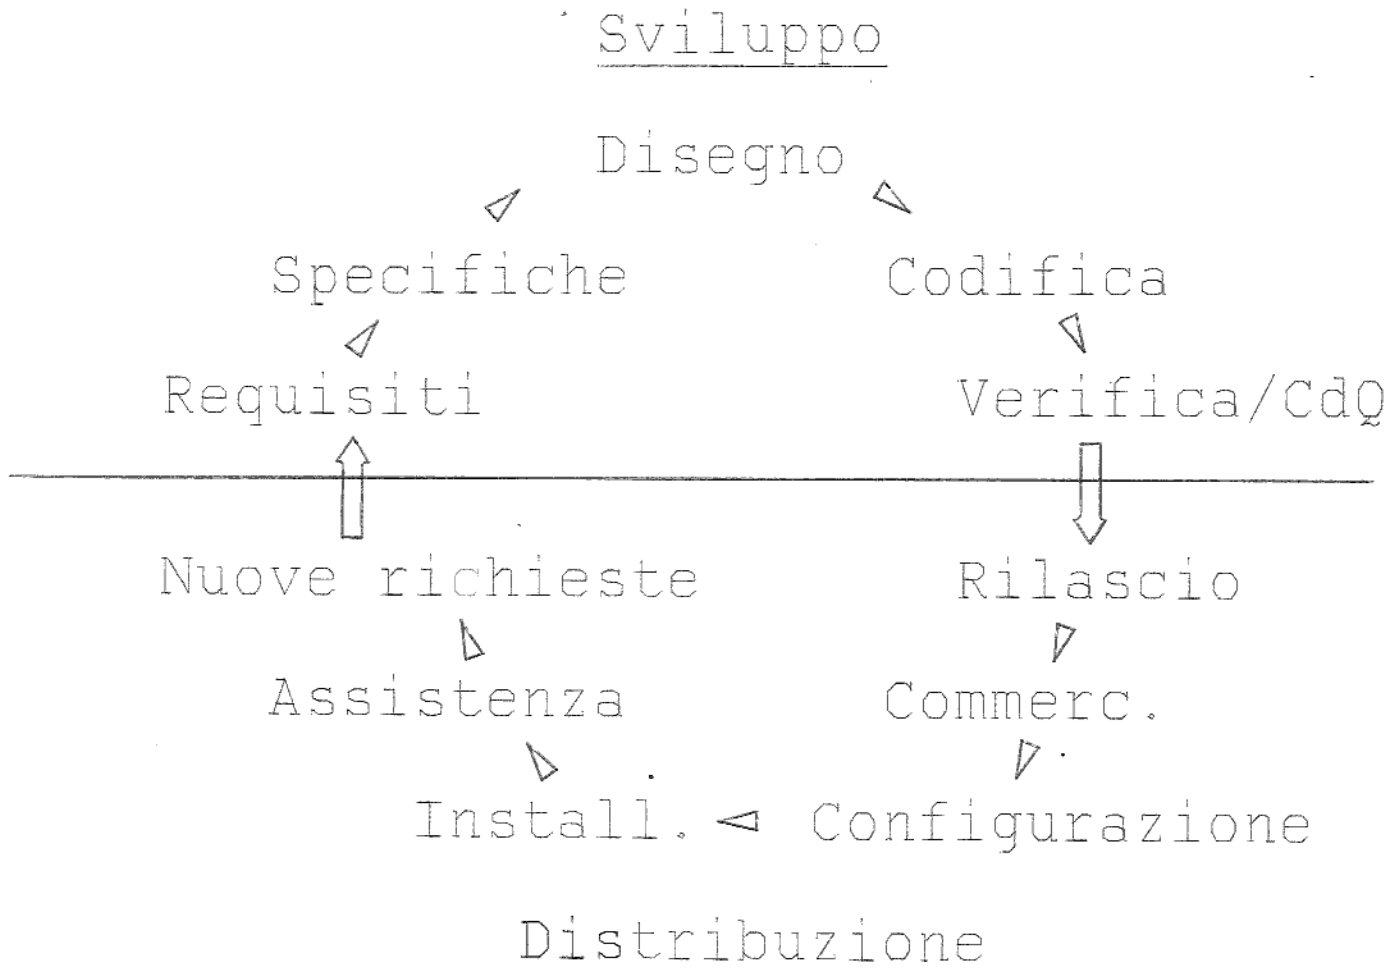 Sviluppo
Disegno
Specifiche Codifica
Requisiti Verifica/CdQ
Nuove richieste Rilascio
Assistenza Commerc.
Install. Configurazione
Distribuzione